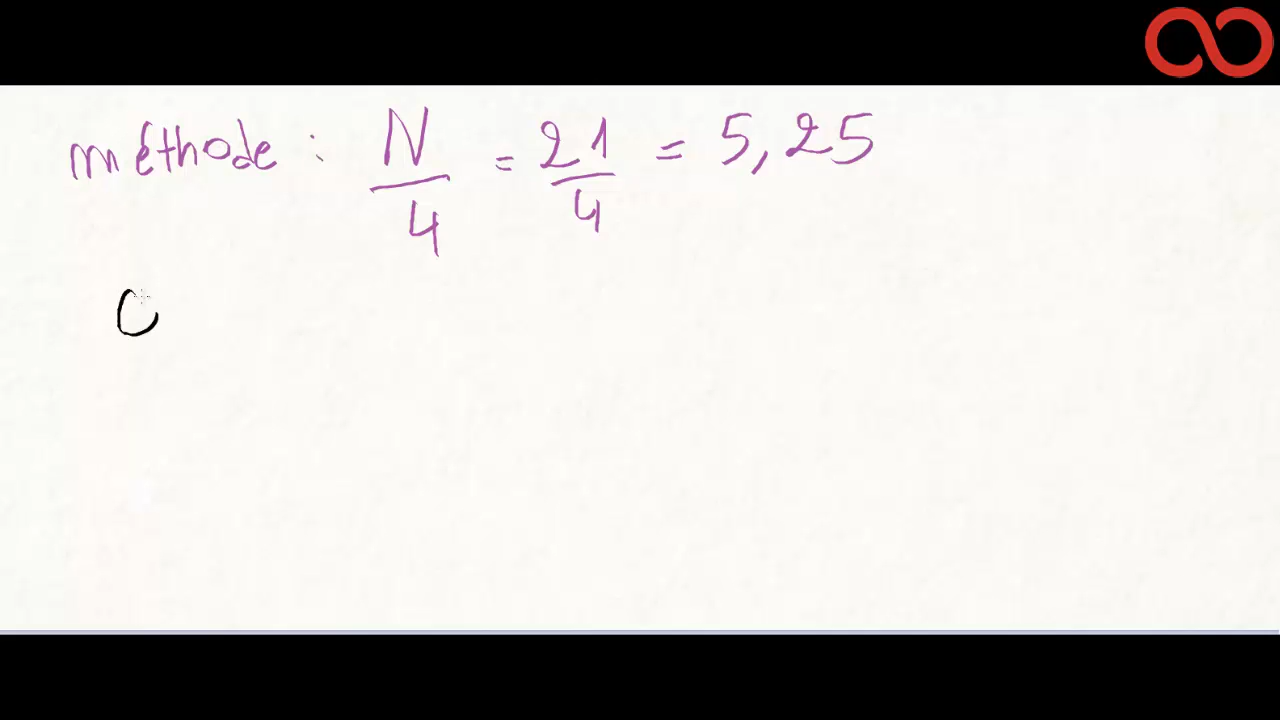 méthode : N/4 = 21/4 = 5,25